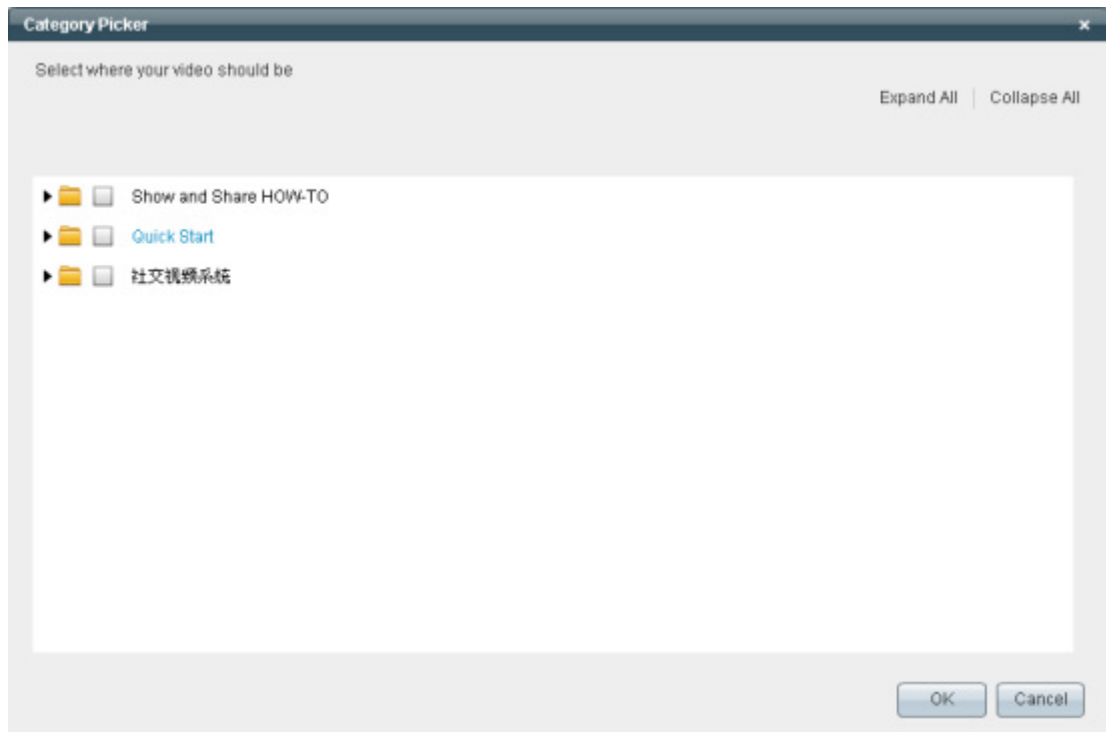 Category Picker
Select where your video should be
Expand All | Collapse All
Show and Share HOW-TO
Quick Start
社交视频系统
OK
Cancel